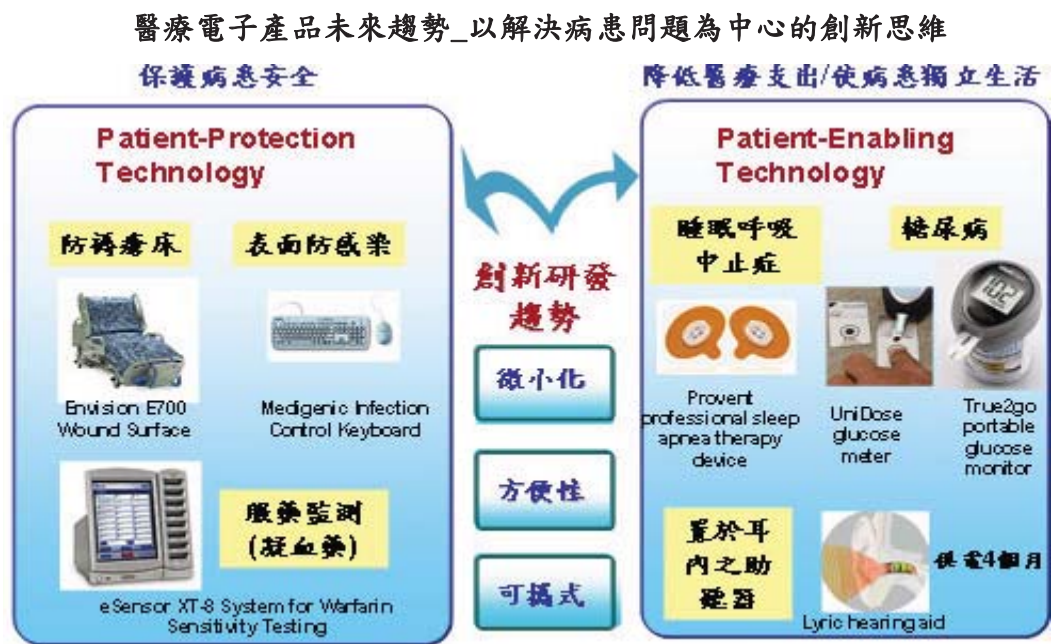 醫療電子產品未來趨勢_以解決病患問題為中心的創新思維
保護病患安全
Patient-Protection
Technology
防褥瘡床
表面防感染
Envision E700
Wound Surface
Medigenic Infection
Control Keyboard
服藥監測
(凝血藥)
eSensor XT-8 System for Warfarin
Sensitivity Testing
創新研發
趨勢
微小化
方便性
可攜式
降低醫療支出/使病患獨立生活
Patient-Enabling
Technology
睡眠呼吸
中止症
糖尿病
102
Provent
professional sleep
apnea therapy
device
UniDose
glucose
meter
True2go
portable
glucose
monitor
置於耳
內之助
聽器
供電4個月
Lyric hearing aid